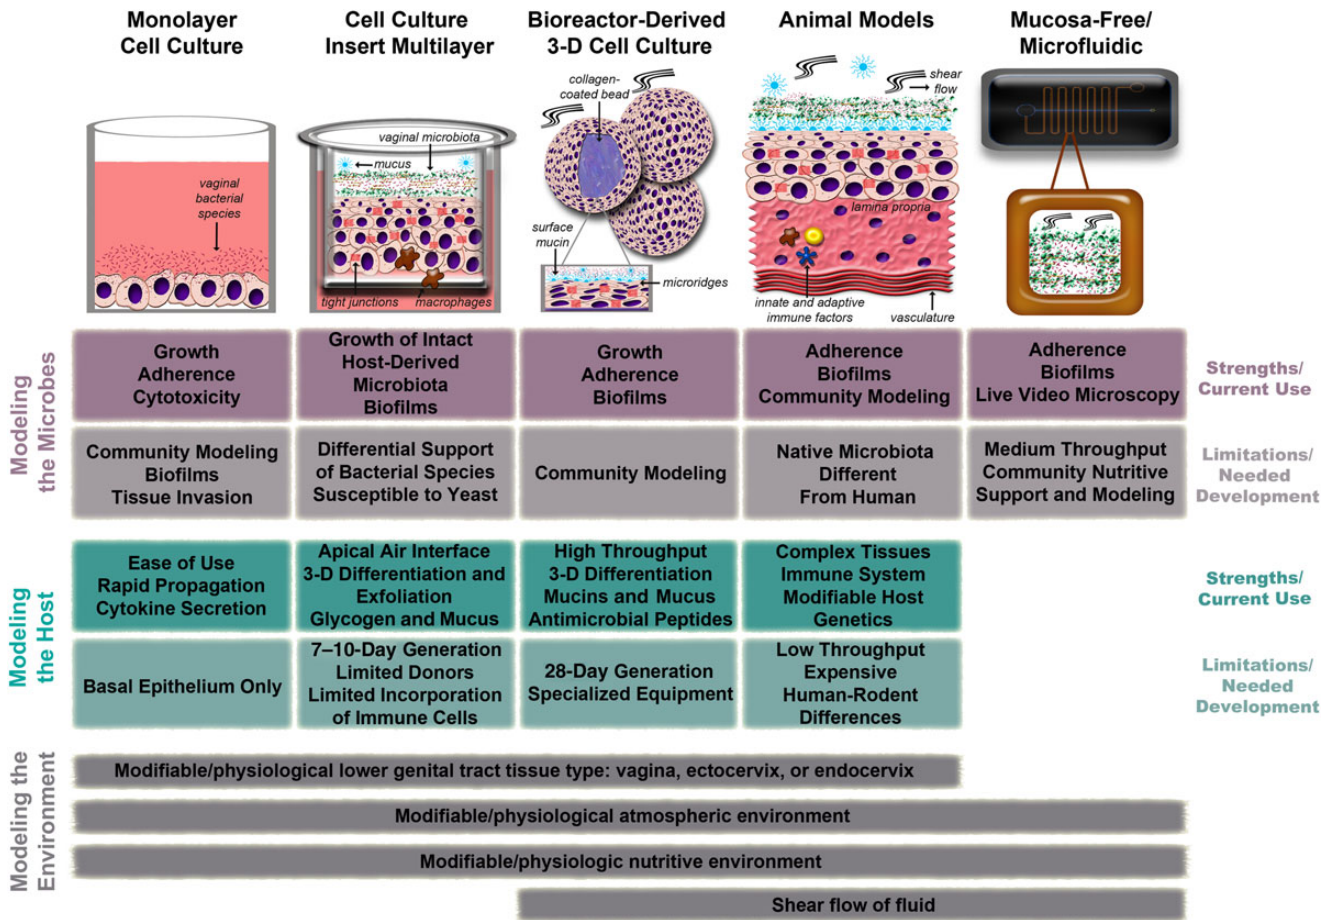 Monolayer
Cell Culture
Cell Culture
Insert Multilayer
Bioreactor-Derived
3-D Cell Culture
Animal Models
Mucosa-Free/
Microfluidic
vaginal
bacterial
species
vaginal microbiota
mucus
tight junctions
macrophages
collagen-
coated bead
surface
mucin
microridges
shear
flow
lamina propria
innate and adaptive
immune factors
vasculature
Modeling
the Microbes
Growth
Adherence
Cytotoxicity
Growth of Intact
Host-Derived
Microbiota
Biofilms
Growth
Adherence
Biofilms
Adherence
Biofilms
Community Modeling
Adherence
Biofilms
Live Video Microscopy
Strengths/
Current Use
Community Modeling
Biofilms
Tissue Invasion
Differential Support
of Bacterial Species
Susceptible to Yeast
Community Modeling
Native Microbiota
Different
From Human
Medium Throughput
Community Nutritive
Support and Modeling
Limitations/
Needed
Development
Modeling
the Host
Ease of Use
Rapid Propagation
Cytokine Secretion
Apical Air Interface
3-D Differentiation and
Exfoliation
Glycogen and Mucus
High Throughput
3-D Differentiation
Mucins and Mucus
Antimicrobial Peptides
Complex Tissues
Immune System
Modifiable Host
Genetics
Strengths/
Current Use
Basal Epithelium Only
7–10-Day Generation
Limited Donors
Limited Incorporation
of Immune Cells
28-Day Generation
Specialized Equipment
Low Throughput
Expensive
Human-Rodent
Differences
Limitations/
Needed
Development
Modeling the
Environment
Modifiable/physiological lower genital tract tissue type: vagina, ectocervix, or endocervix
Modifiable/physiological atmospheric environment
Modifiable/physiologic nutritive environment
Shear flow of fluid